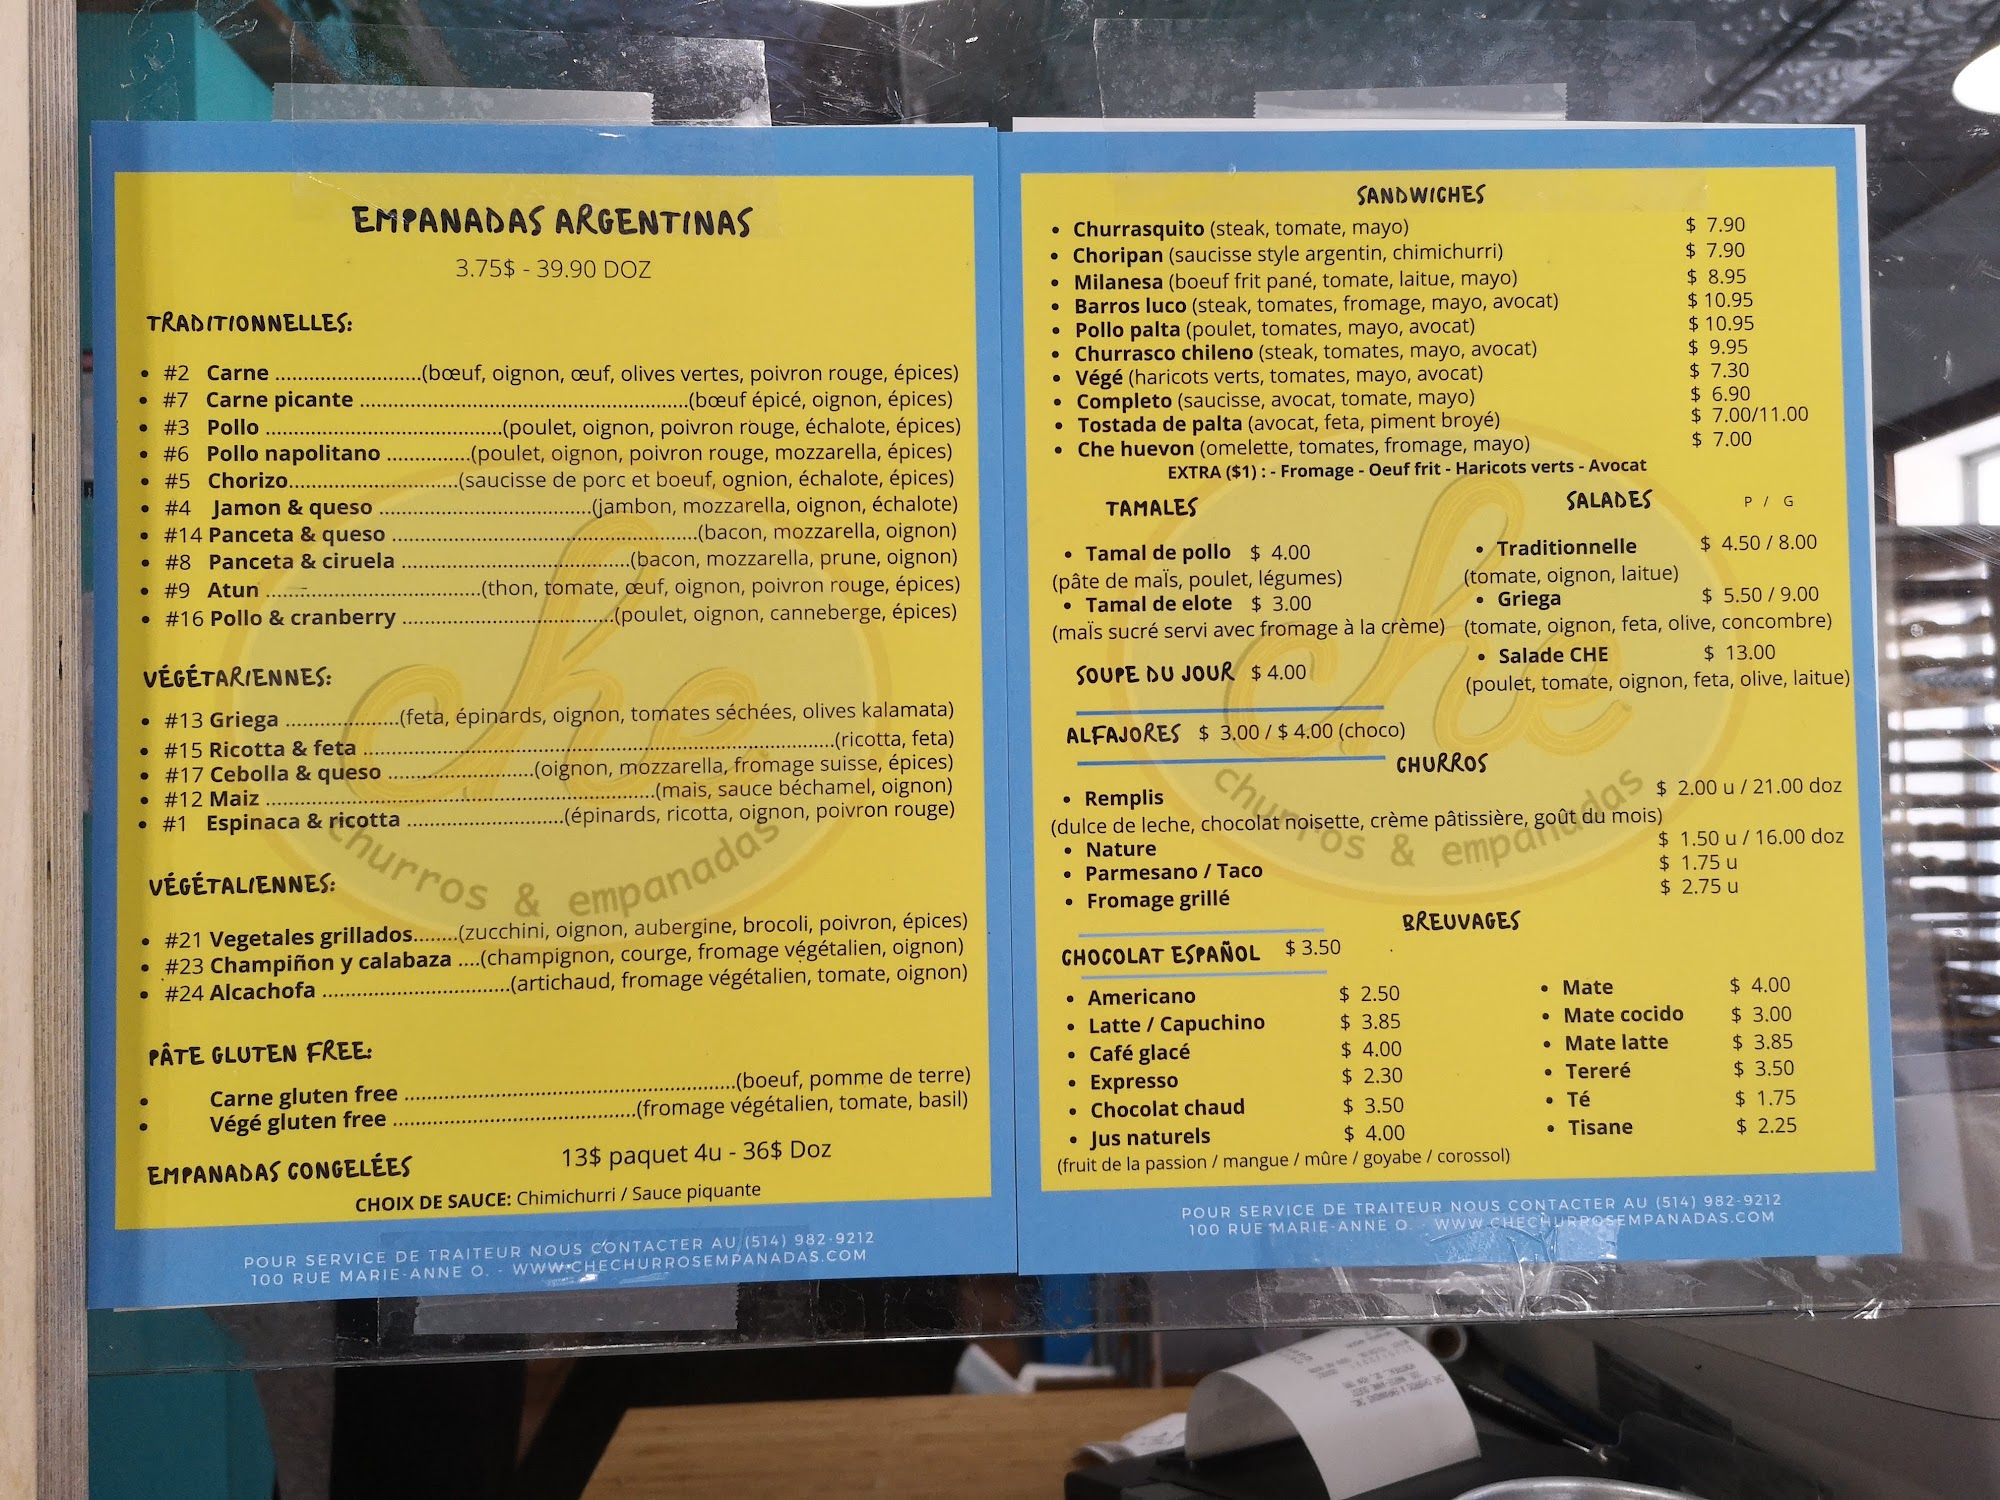 EMPANADAS ARGENTINAS
3.75$ - 39.90 DOZ
TRADITIONNELLES:
• #2 Carne ..........................(bœuf, oignon, œuf, olives vertes, poivron rouge, épices)
• #7 Carne picante ..........................(bœuf épicé, oignon, épices)
• #3 Pollo ..........................(poulet, oignon, poivron rouge, échalote, épices)
• #6 Pollo napolitano ...............(poulet, oignon, poivron rouge, mozzarella, épices)
• #5 Chorizo..............................(saucisse de porc et boeuf, ognion, échalote, épices)
• #4 Jamon & queso ..........................(jambon, mozzarella, oignon, échalote)
• #14 Panceta & queso ..........................(bacon, mozzarella, oignon)
• #8 Panceta & ciruela ..........................(bacon, mozzarella, prune, oignon)
• #9 Atun ..........................(thon, tomate, œuf, oignon, poivron rouge, épices)
• #16 Pollo & cranberry ..........................(poulet, oignon, canneberge, épices)
VÉGÉTARIENNES:
• #13 Griega ....................(feta, épinards, oignon, tomates séchées, olives kalamata)
• #15 Ricotta & feta ..........................(ricotta, feta)
• #17 Cebolla & queso ..........................(oignon, mozzarella, fromage suisse, épices)
• #12 Maiz ..........................(mais, sauce béchamel, oignon)
• #1 Espinaca & ricotta ..........................(épinards, ricotta, oignon, poivron rouge)
VÉGÉTALIENNES:
• #21 Vegetales grillados........(zucchini, oignon, aubergine, brocoli, poivron, épices)
• #23 Champiñon y calabaza ....(champignon, courge, fromage végétalien, oignon)
• #24 Alcachofa ..........................(artichaud, fromage végétalien, tomate, oignon)
PÂTE GLUTEN FREE:
• Carne gluten free ..........................(boeuf, pomme de terre)
• Végé gluten free ..........................(fromage végétalien, tomate, basil)
EMPANADAS CONGELÉES 13$ paquet 4u - 36$ Doz
CHOIX DE SAUCE: Chimichurri / Sauce piquante
POUR SERVICE DE TRAITEUR NOUS CONTACTER AU (514) 982-9212
100 RUE MARIE-ANNE O. - WWW.CHECHURROSEMPANADAS.COM
che
churros & empanadas
SANDWICHES
• Churrasquito (steak, tomate, mayo) $ 7.90
• Choripan (saucisse style argentin, chimichurri) $ 7.90
• Milanesa (boeuf frit pané, tomate, laitue, mayo) $ 8.95
• Barros luco (steak, tomates, fromage, mayo, avocat) $ 10.95
• Pollo palta (poulet, tomates, mayo, avocat) $ 10.95
• Churrasco chileno (steak, tomates, mayo, avocat) $ 9.95
• Végé (haricots verts, tomates, mayo, avocat) $ 7.30
• Completo (saucisse, avocat, tomate, mayo) $ 6.90
• Tostada de palta (avocat, feta, piment broyé) $ 7.00/11.00
• Che huevon (omelette, tomates, fromage, mayo) $ 7.00
EXTRA ($1) : - Fromage - Oeuf frit - Haricots verts - Avocat
TAMALES
• Tamal de pollo $ 4.00
(pâte de maïs, poulet, légumes)
• Tamal de elote $ 3.00
(maïs sucré servi avec fromage à la crème)
SALADES P / G
• Traditionnelle $ 4.50 / 8.00
(tomate, oignon, laitue)
• Griega $ 5.50 / 9.00
(tomate, oignon, feta, olive, concombre)
• Salade CHE $ 13.00
(poulet, tomate, oignon, feta, olive, laitue)
SOUPE DU JOUR $ 4.00
ALFAJORES $ 3.00 / $ 4.00 (choco)
CHURROS
• Remplis $ 2.00 u / 21.00 doz
(dulce de leche, chocolat noisette, crème pâtissière, goût du mois)
• Nature $ 1.50 u / 16.00 doz
• Parmesano / Taco $ 1.75 u
• Fromage grillé $ 2.75 u
BREUVAGES
CHOCOLAT ESPAÑOL $ 3.50
• Americano $ 2.50
• Latte / Capuchino $ 3.85
• Café glacé $ 4.00
• Expresso $ 2.30
• Chocolat chaud $ 3.50
• Jus naturels $ 4.00
(fruit de la passion / mangue / mûre / goyabe / corossol)
• Mate $ 4.00
• Mate cocido $ 3.00
• Mate latte $ 3.85
• Tereré $ 3.50
• Té $ 1.75
• Tisane $ 2.25
POUR SERVICE DE TRAITEUR NOUS CONTACTER AU (514) 982-9212
100 RUE MARIE-ANNE O. - WWW.CHECHURROSEMPANADAS.COM
che
churros & empanadas